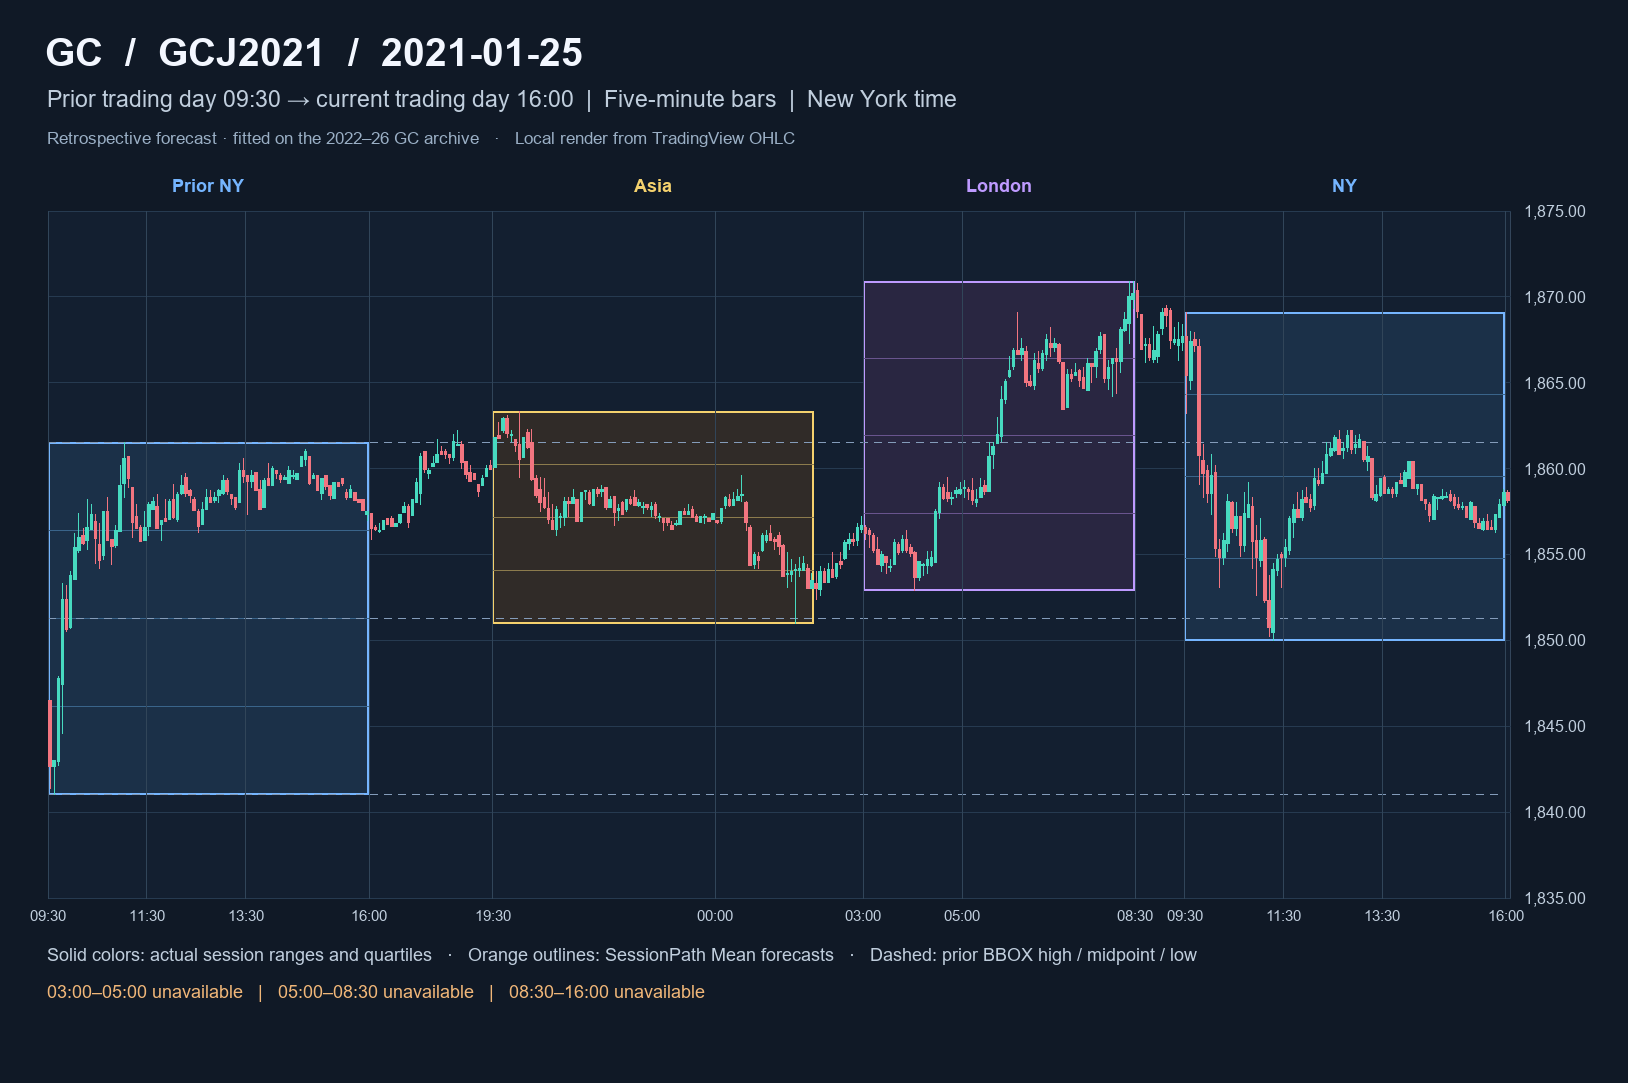 GC / GCJ2021 / 2021-01-25
Prior trading day 09:30 → current trading day 16:00 | Five-minute bars | New York time
Retrospective forecast · fitted on the 2022–26 GC archive · Local render from TradingView OHLC
Prior NY Asia London NY
1,875.00
1,870.00
1,865.00
1,860.00
1,855.00
1,850.00
1,845.00
1,840.00
1,835.00
09:30 11:30 13:30 16:00 19:30 00:00 03:00 05:00 08:30 09:30 11:30 13:30 16:00
Solid colors: actual session ranges and quartiles · Orange outlines: SessionPath Mean forecasts · Dashed: prior BBOX high / midpoint / low
03:00–05:00 unavailable | 05:00–08:30 unavailable | 08:30–16:00 unavailable